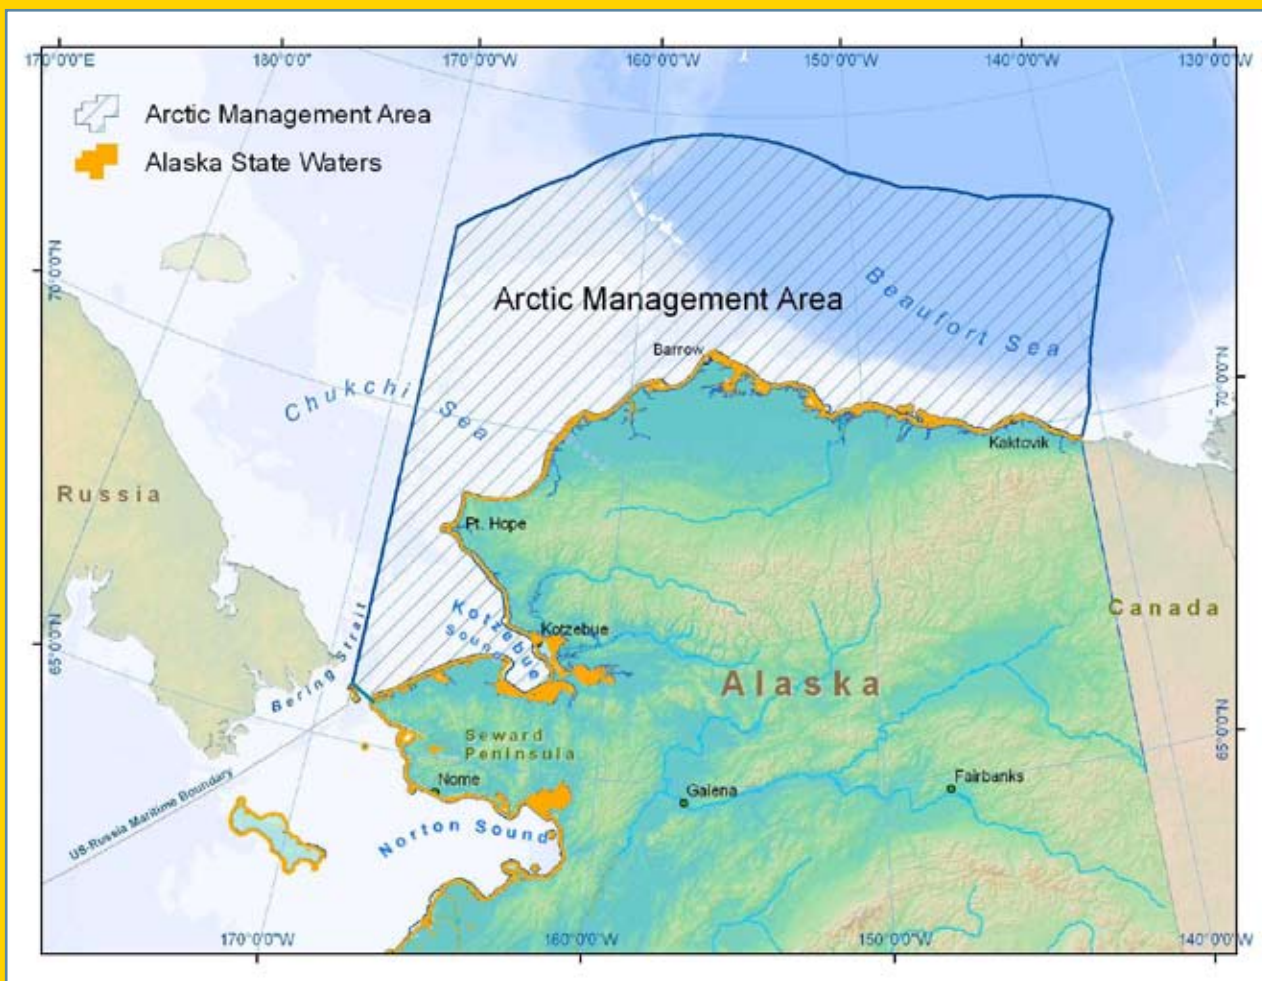 170°0'0"E 180°0' 170°0'0"W 160°0'0"W 150°0'0"W 140°0'0"W 130°0'0"W
Arctic Management Area
Alaska State Waters
70°0'0"N
Arctic Management Area
Beaufort Sea
Barrow
70°0'0"N
Chukchi Sea
Kaktovik
Russia
Pt. Hope
Canada
Kotzebue Sound
Kotzebue
65°0'0"N
Bering Strait
Alaska
65°0'0"N
Seward
Peninsula
Nome
Galena
Fairbanks
US-Russia Maritime Boundary
Norton Sound
170°0'0"W 160°0'0"W 150°0'0"W 140°0'0"W